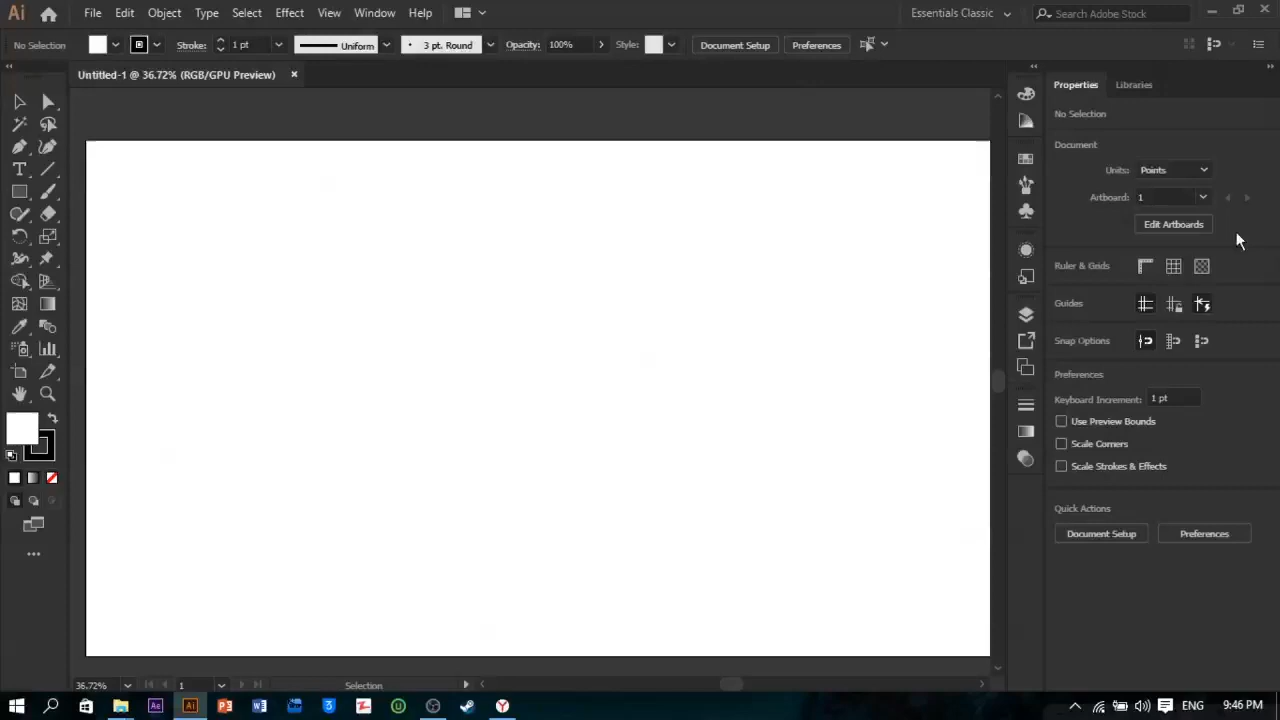 Ai File Edit Object Type Select Effect View Window Help Essentials Classic Search Adobe Stock
No Selection Stroke: 1 pt Uniform 3 pt. Round Opacity: 100% Style: Document Setup Preferences
Untitled-1 @ 36.72% (RGB/GPU Preview)
Properties Libraries
No Selection
Document
Units: Points
Artboard: 1
Edit Artboards
Ruler & Grids
Guides
Snap Options
Preferences
Keyboard Increment: 1 pt
Use Preview Bounds
Scale Corners
Scale Strokes & Effects
Quick Actions
Document Setup Preferences
36.72% 1 Selection
Ae Ai ENG 9:46 PM